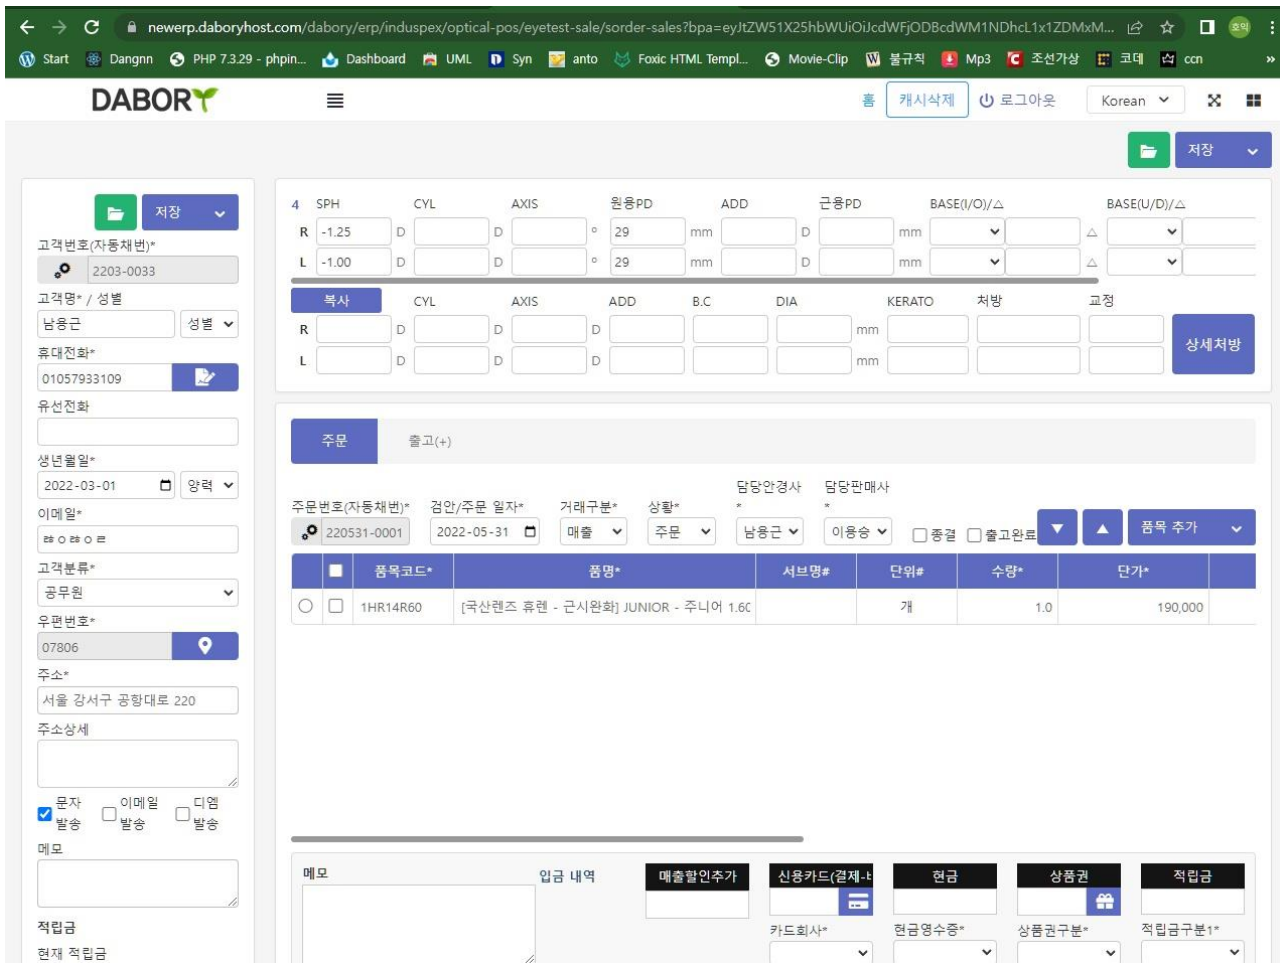 newerp.daboryhost.com/dabory/erp/induspex/optical-pos/eyetest-sale/sorder-sales?bpa=eyJtZW51X25hbWUiOiJcdWFjODBcdWM1NDhcL1x1ZDMxM... 호익
Start Dangnn PHP 7.3.29 - phpin... Dashboard UML Syn anto Foxic HTML Templ... Movie-Clip 불규칙 Mp3 조선가상 코데 ccn »
DABORY 홈 캐시삭제 로그아웃 Korean
저장
저장
고객번호(자동채번)*
2203-0033
고객명* / 성별
남용근 성별
휴대전화*
01057933109
유선전화
생년월일*
2022-03-01 양력
이메일*
고객분류*
공무원
우편번호*
07806
주소*
서울 강서구 공항대로 220
주소상세
문자발송 이메일발송 디엠발송
메모
적립금
현재 적립금
4 SPH CYL AXIS 원용PD ADD 근용PD BASE(I/O)/△ BASE(U/D)/△
R -1.25 D D ° 29 mm D mm △
L -1.00 D D ° 29 mm D mm △
복사 CYL AXIS ADD B.C DIA KERATO 처방 교정
R D D D mm
L D D D mm
상세처방
주문 출고(+)
주문번호(자동채번)* 검안/주문 일자* 거래구분* 상황* 담당안경사* 담당판매사*
220531-0001 2022-05-31 매출 주문 남용근 이용승 종결 출고완료 ▼ ▲ 품목 추가
품목코드* 품명* 서브명# 단위# 수량* 단가*
1HR14R60 [국산렌즈 휴렌 - 근시완화] JUNIOR - 주니어 1.60 개 1.0 190,000
메모 입금 내역 매출할인추가 신용카드(결제-ㅂ 현금 상품권 적립금
카드회사* 현금영수증* 상품권구분* 적립금구분1*